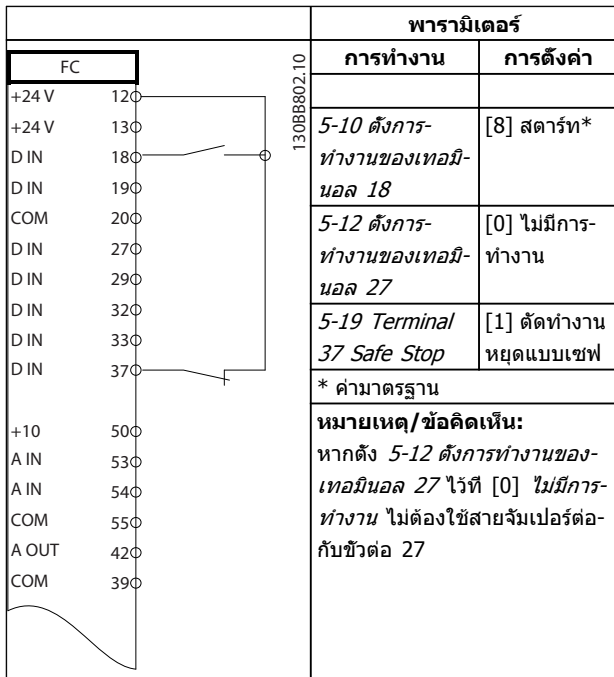 พารามิเตอร์
FC
130BB802.10
การทำงาน
การตั้งค่า
+24 V 12
+24 V 13
D IN 18
D IN 19
COM 20
D IN 27
D IN 29
D IN 32
D IN 33
D IN 37
+10 50
A IN 53
A IN 54
COM 55
A OUT 42
COM 39
5-10 ตั้งการ-
ทำงานของเทอมิ-
นอล 18
[8] สตาร์ท*
5-12 ตั้งการ-
ทำงานของเทอมิ-
นอล 27
[0] ไม่มีการ-
ทำงาน
5-19 Terminal
37 Safe Stop
[1] ตัดทำงาน
หยุดแบบเซฟ
* ค่ามาตรฐาน
หมายเหตุ/ข้อคิดเห็น:
หากตั้ง 5-12 ตั้งการทำงานของ-
เทอมินอล 27 ไว้ที่ [0] ไม่มีการ-
ทำงาน ไม่ต้องใช้สายจัมเปอร์ต่อ-
กับขั้วต่อ 27